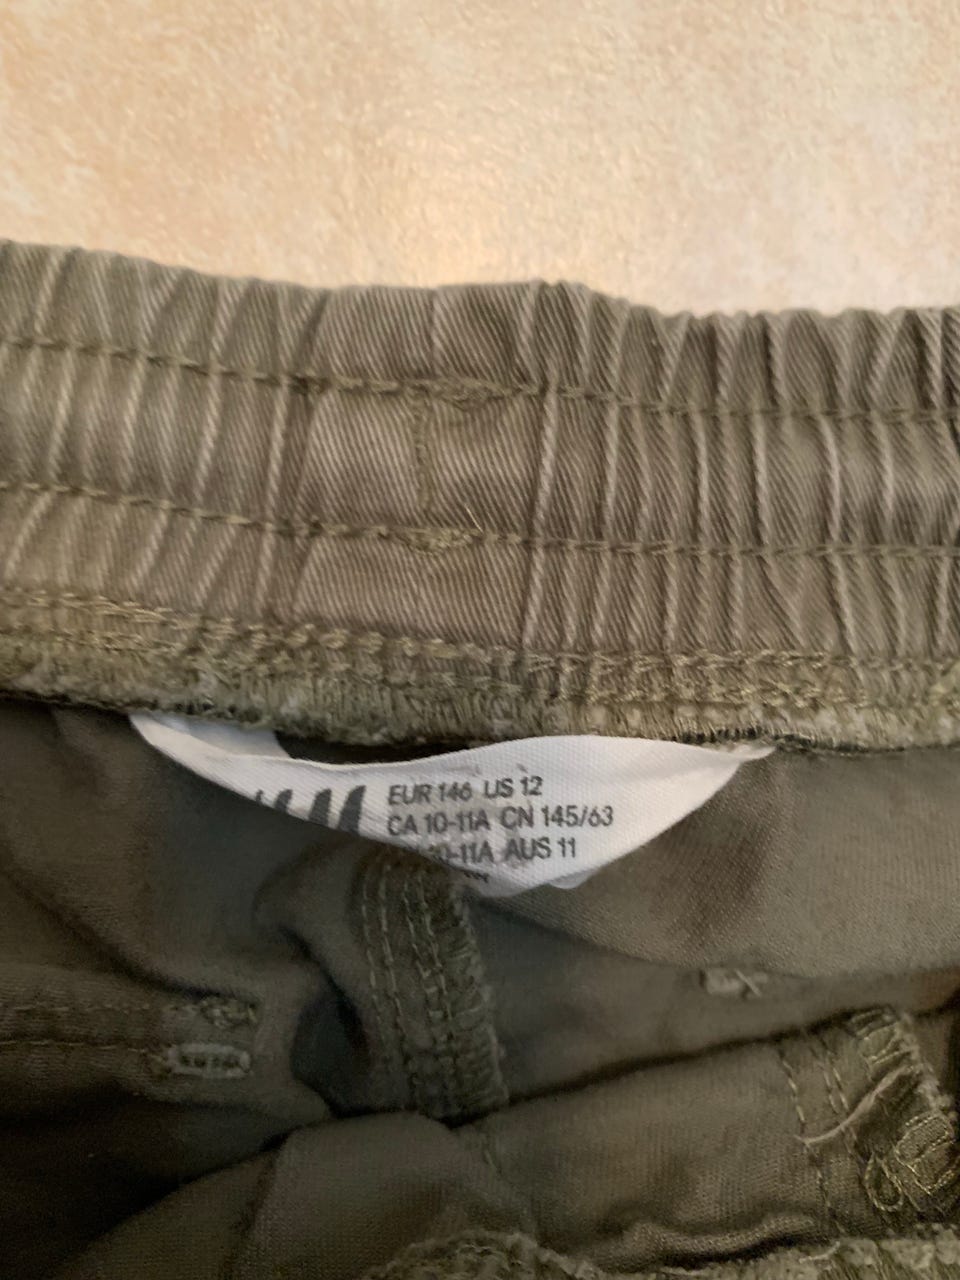 EUR 146 US 12
CA 10-11A CN 145/63
10-11A AUS 11